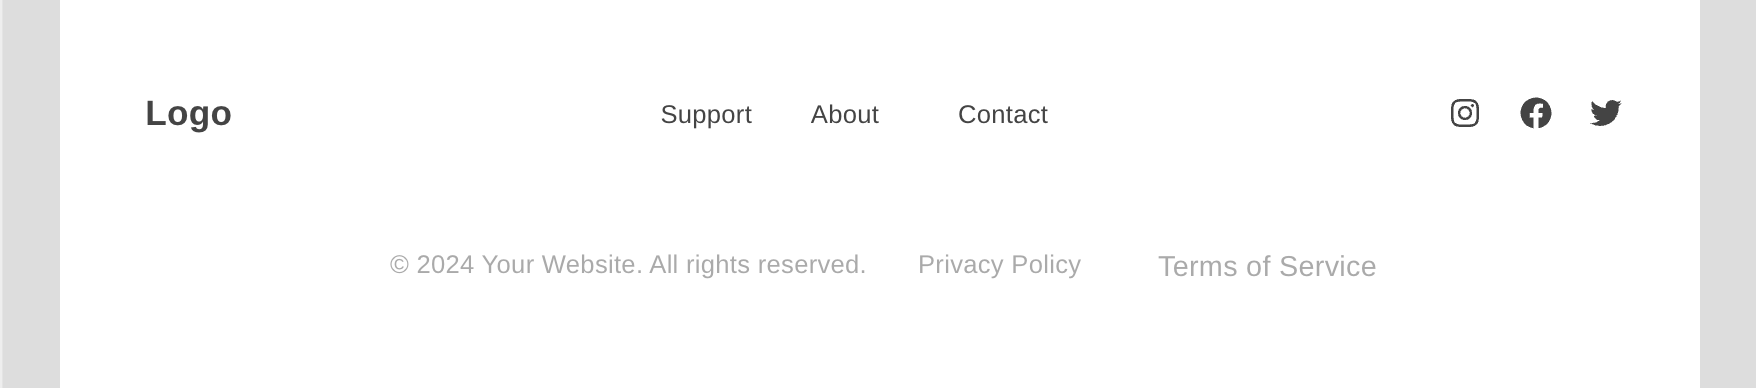 Logo Support About Contact
© 2024 Your Website. All rights reserved. Privacy Policy Terms of Service